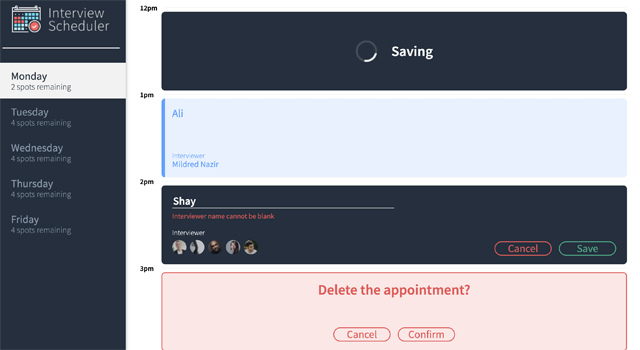 Interview
Scheduler
Monday
2 spots remaining
Tuesday
4 spots remaining
Wednesday
4 spots remaining
Thursday
4 spots remaining
Friday
4 spots remaining
12pm
Saving
1pm
Ali
Interviewer
Mildred Nazir
2pm
Shay
Interviewer name cannot be blank
Interviewer
Cancel
Save
3pm
Delete the appointment?
Cancel
Confirm